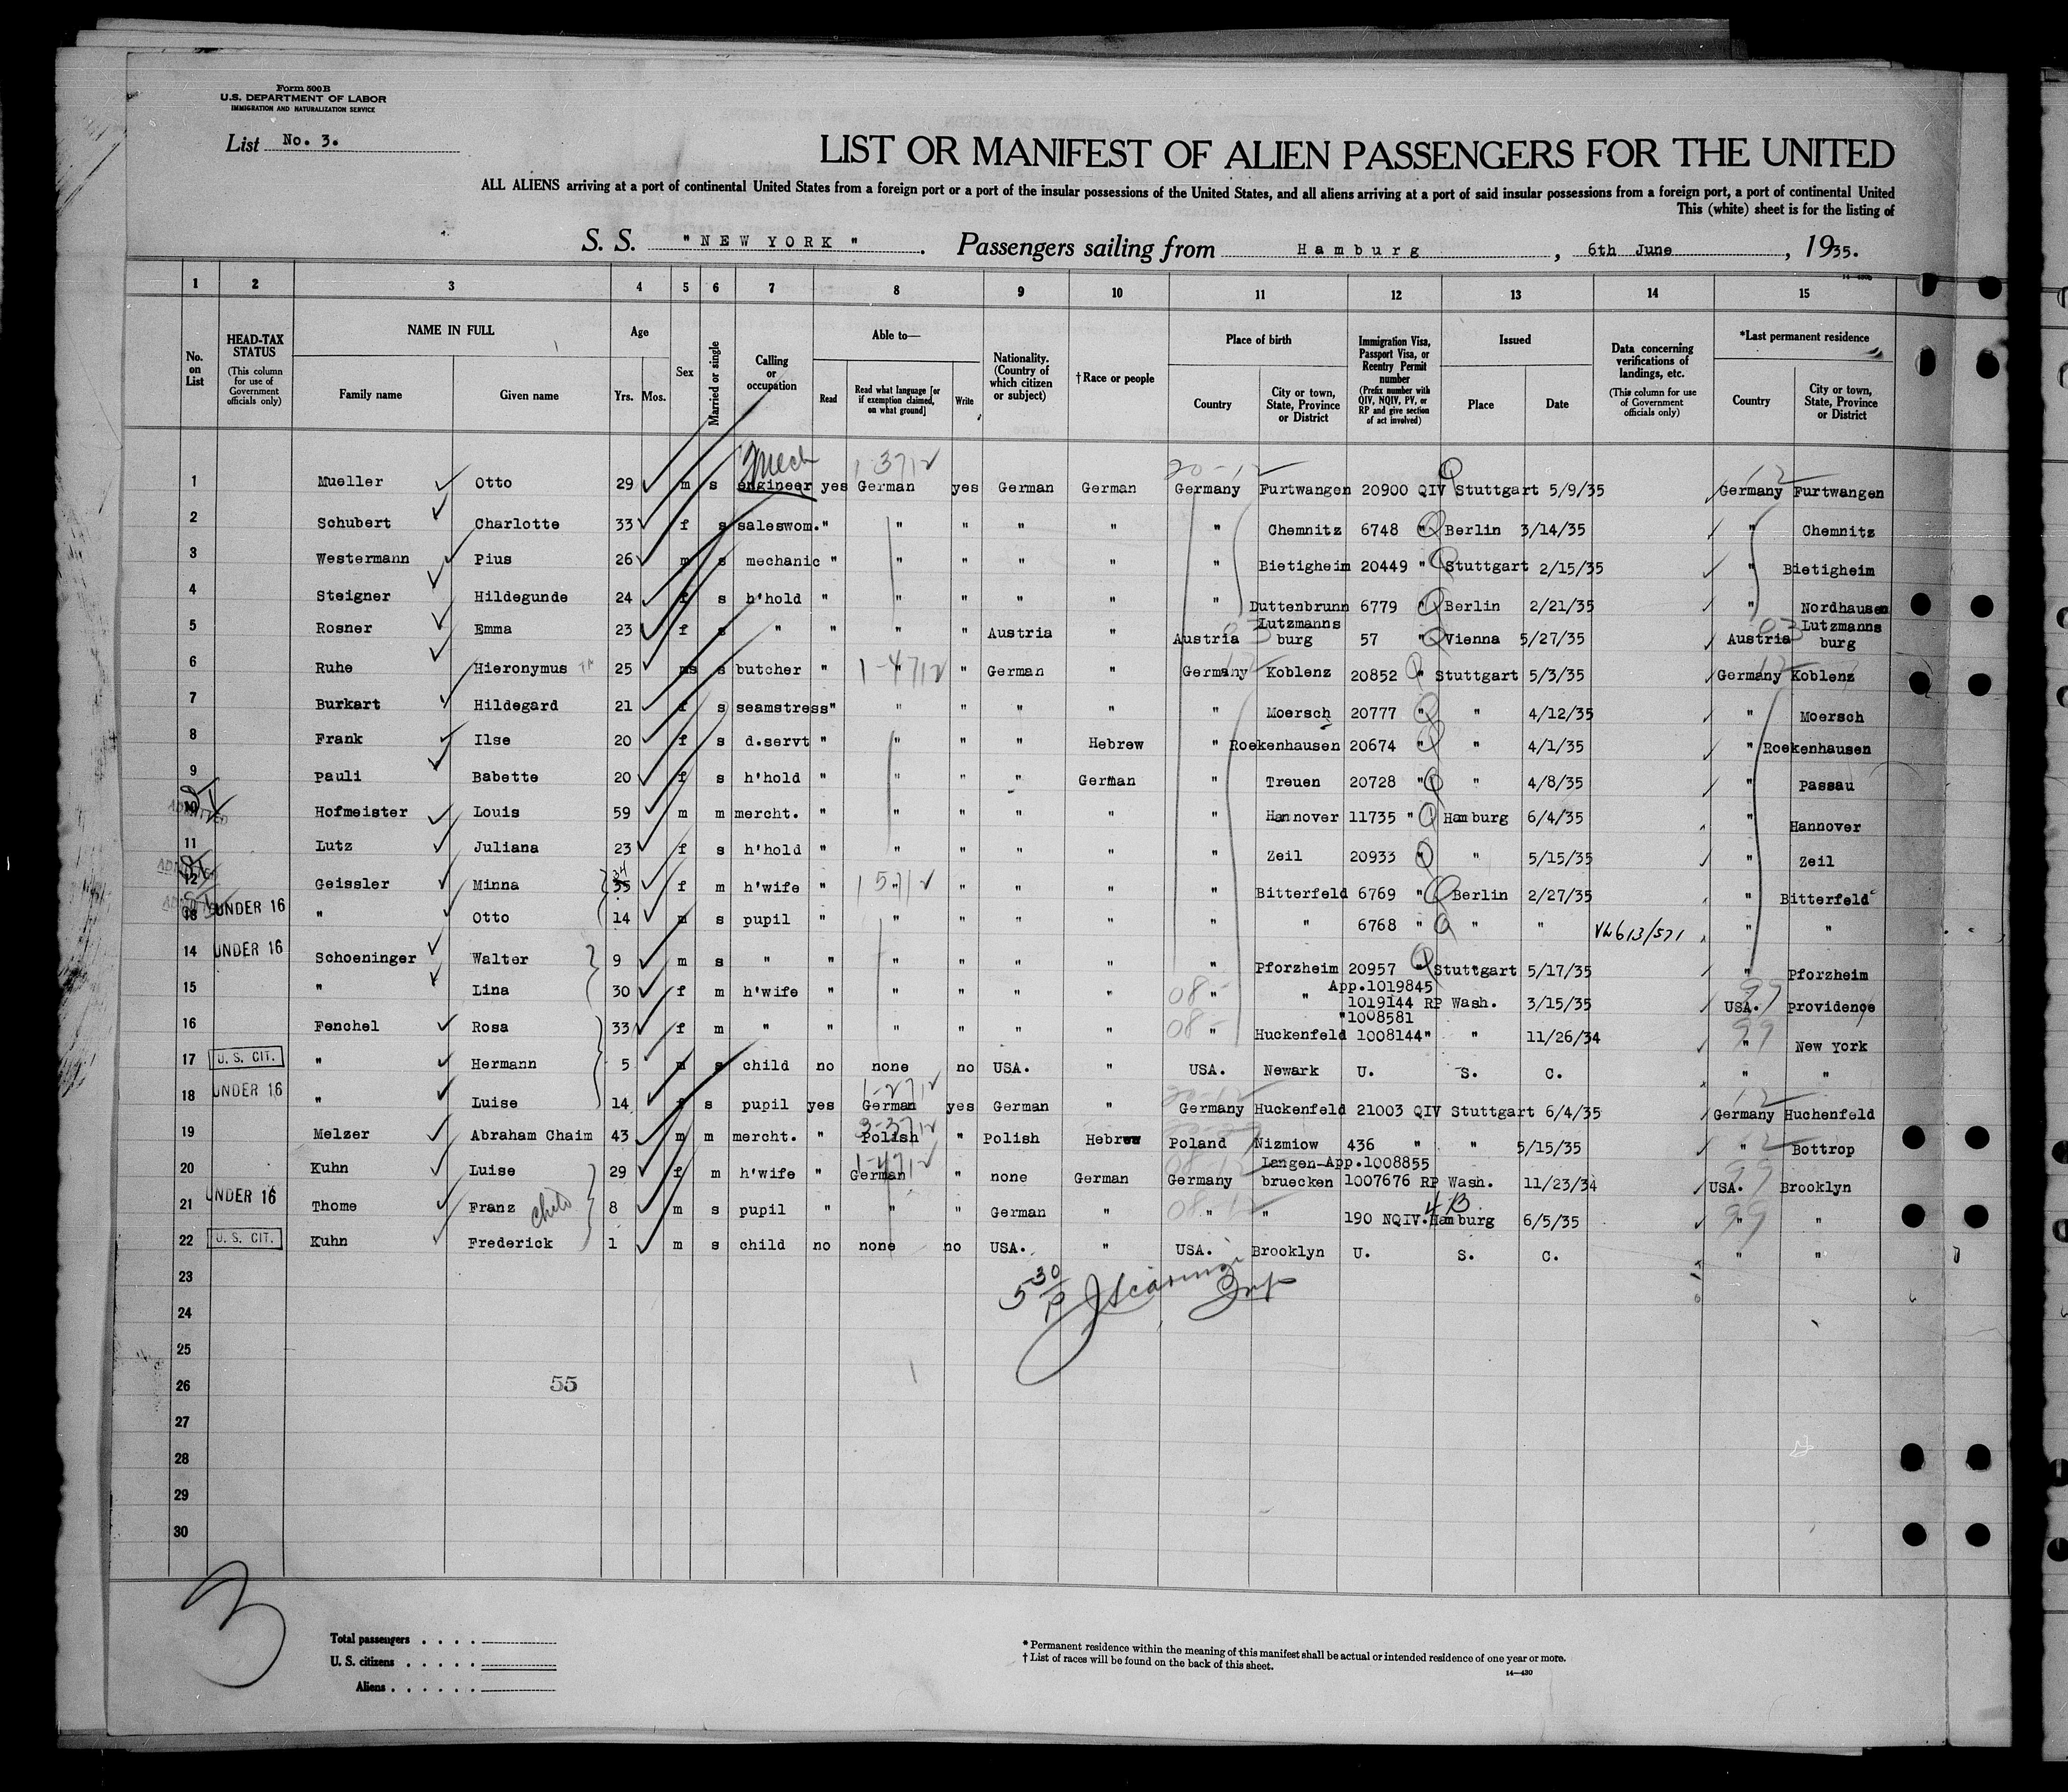 Form 500 B
U. S. DEPARTMENT OF LABOR
IMMIGRATION AND NATURALIZATION SERVICE
List No. 3.
LIST OR MANIFEST OF ALIEN PASSENGERS FOR THE UNITED
ALL ALIENS arriving at a port of continental United States from a foreign port or a port of the insular possessions of the United States, and all aliens arriving at a port of said insular possessions from a foreign port, a port of continental United
This (white) sheet is for the listing of
S. S. "NEW YORK". Passengers sailing from Hamburg, 6th June, 1935.
1 2 3 4 5 6 7 8 9 10 11 12 13 14 15
No. on List
HEAD-TAX STATUS (This column for use of Government officials only)
NAME IN FULL
Family name Given name
Age
Yrs. Mos.
Sex
Married or single
Calling or occupation
Able to—
Read
Read what language [or if exemption claimed, on what ground]
Write
Nationality. (Country of which citizen or subject)
†Race or people
Place of birth
Country
City or town, State, Province or District
Immigration Visa, Passport Visa, or Reentry Permit number (Prefix number with QIV, NQIV, PV, or RP and give section of act involved)
Issued
Place Date
Data concerning verifications of landings, etc. (This column for use of Government officials only)
*Last permanent residence
Country
City or town, State, Province or District
Mech 1-3712 20-12 12
1 Mueller Otto 29 m s engineer yes German yes German German Germany Furtwangen 20900 QIV Stuttgart 5/9/35 Germany Furtwangen
2 Schubert Charlotte 33 f s saleswom. " " " " " " Chemnitz 6748 " Berlin 3/14/35 " Chemnitz
3 Westermann Pius 26 m s mechanic " " " " " " Bietigheim 20449 " Stuttgart 2/15/35 " Bietigheim
4 Steigner Hildegunde 24 f s h'hold " " " " " " Duttenbrunn 6779 " Berlin 2/21/35 " Nordhausen
5 Rosner Emma 23 f s " " " " Austria " Austria Lutzmanns burg 57 " Vienna 5/27/35 Austria Lutzmanns burg
6 Ruhe Hieronymus 25 ms s butcher " " " German " Germany Koblenz 20852 " Stuttgart 5/3/35 Germany Koblenz
7 Burkart Hildegard 21 f s seamstress" " " " " " Moersch 20777 " " 4/12/35 " Moersch
8 Frank Ilse 20 f s d.servt " " " " Hebrew " Roekenhausen 20674 " " 4/1/35 " Roekenhausen
9 Pauli Babette 20 f s h'hold " " " " German " Treuen 20728 " " 4/8/35 " Passau
10 ADMITTED Hofmeister Louis 59 m m mercht. " " " " " " Hannover 11735 " Hamburg 6/4/35 " Hannover
11 Lutz Juliana 23 f s h'hold " " " " " " Zeil 20933 " " 5/15/35 " Zeil
12 Geissler Minna 35 34 f m h'wife " " " " " " Bitterfeld 6769 " Berlin 2/27/35 " Bitterfeld
13 UNDER 16 " Otto 14 m s pupil " " " " " " " 6768 " " " " "
14 UNDER 16 Schoeninger Walter 9 m s " " " " " " " Pforzheim 20957 " Stuttgart 5/17/35 " Pforzheim
15 " Lina 30 f m h'wife " " " " " " " App.1019845 1019144 RP Wash. 3/15/35 USA. Providence
16 Fenchel Rosa 33 f m " " " " " " " Huckenfeld "1008581 1008144" " 11/26/34 " New York
17 U. S. CIT. " Hermann 5 m s child no none no USA. " USA. Newark U. S. C. " "
18 UNDER 16 " Luise 14 f s pupil yes German yes German " Germany Huckenfeld 21003 QIV Stuttgart 6/4/35 Germany Huchenfeld
19 Melzer Abraham Chaim 43 m m mercht. " Polish " Polish Hebrew Poland Nizmiow 436 " " 5/15/35 " Bottrop
20 Kuhn Luise 29 f m h'wife " German " none German Germany Langen- bruecken App.1008855 1007676 RP Wash. 11/23/34 USA. Brooklyn
21 UNDER 16 Thome Franz child 8 m s pupil " " " German " " " 190 NQIV. 4B Hamburg 6/5/35 " "
22 U. S. CIT. Kuhn Frederick 1 m s child no none no USA. " USA. Brooklyn U. S. C. " "
23
24
25
26
27
28
29
30
55
3
Total passengers . . . .
U. S. citizens . . . . .
Aliens . . . . . .
* Permanent residence within the meaning of this manifest shall be actual or intended residence of one year or more.
† List of races will be found on the back of this sheet.
14—430